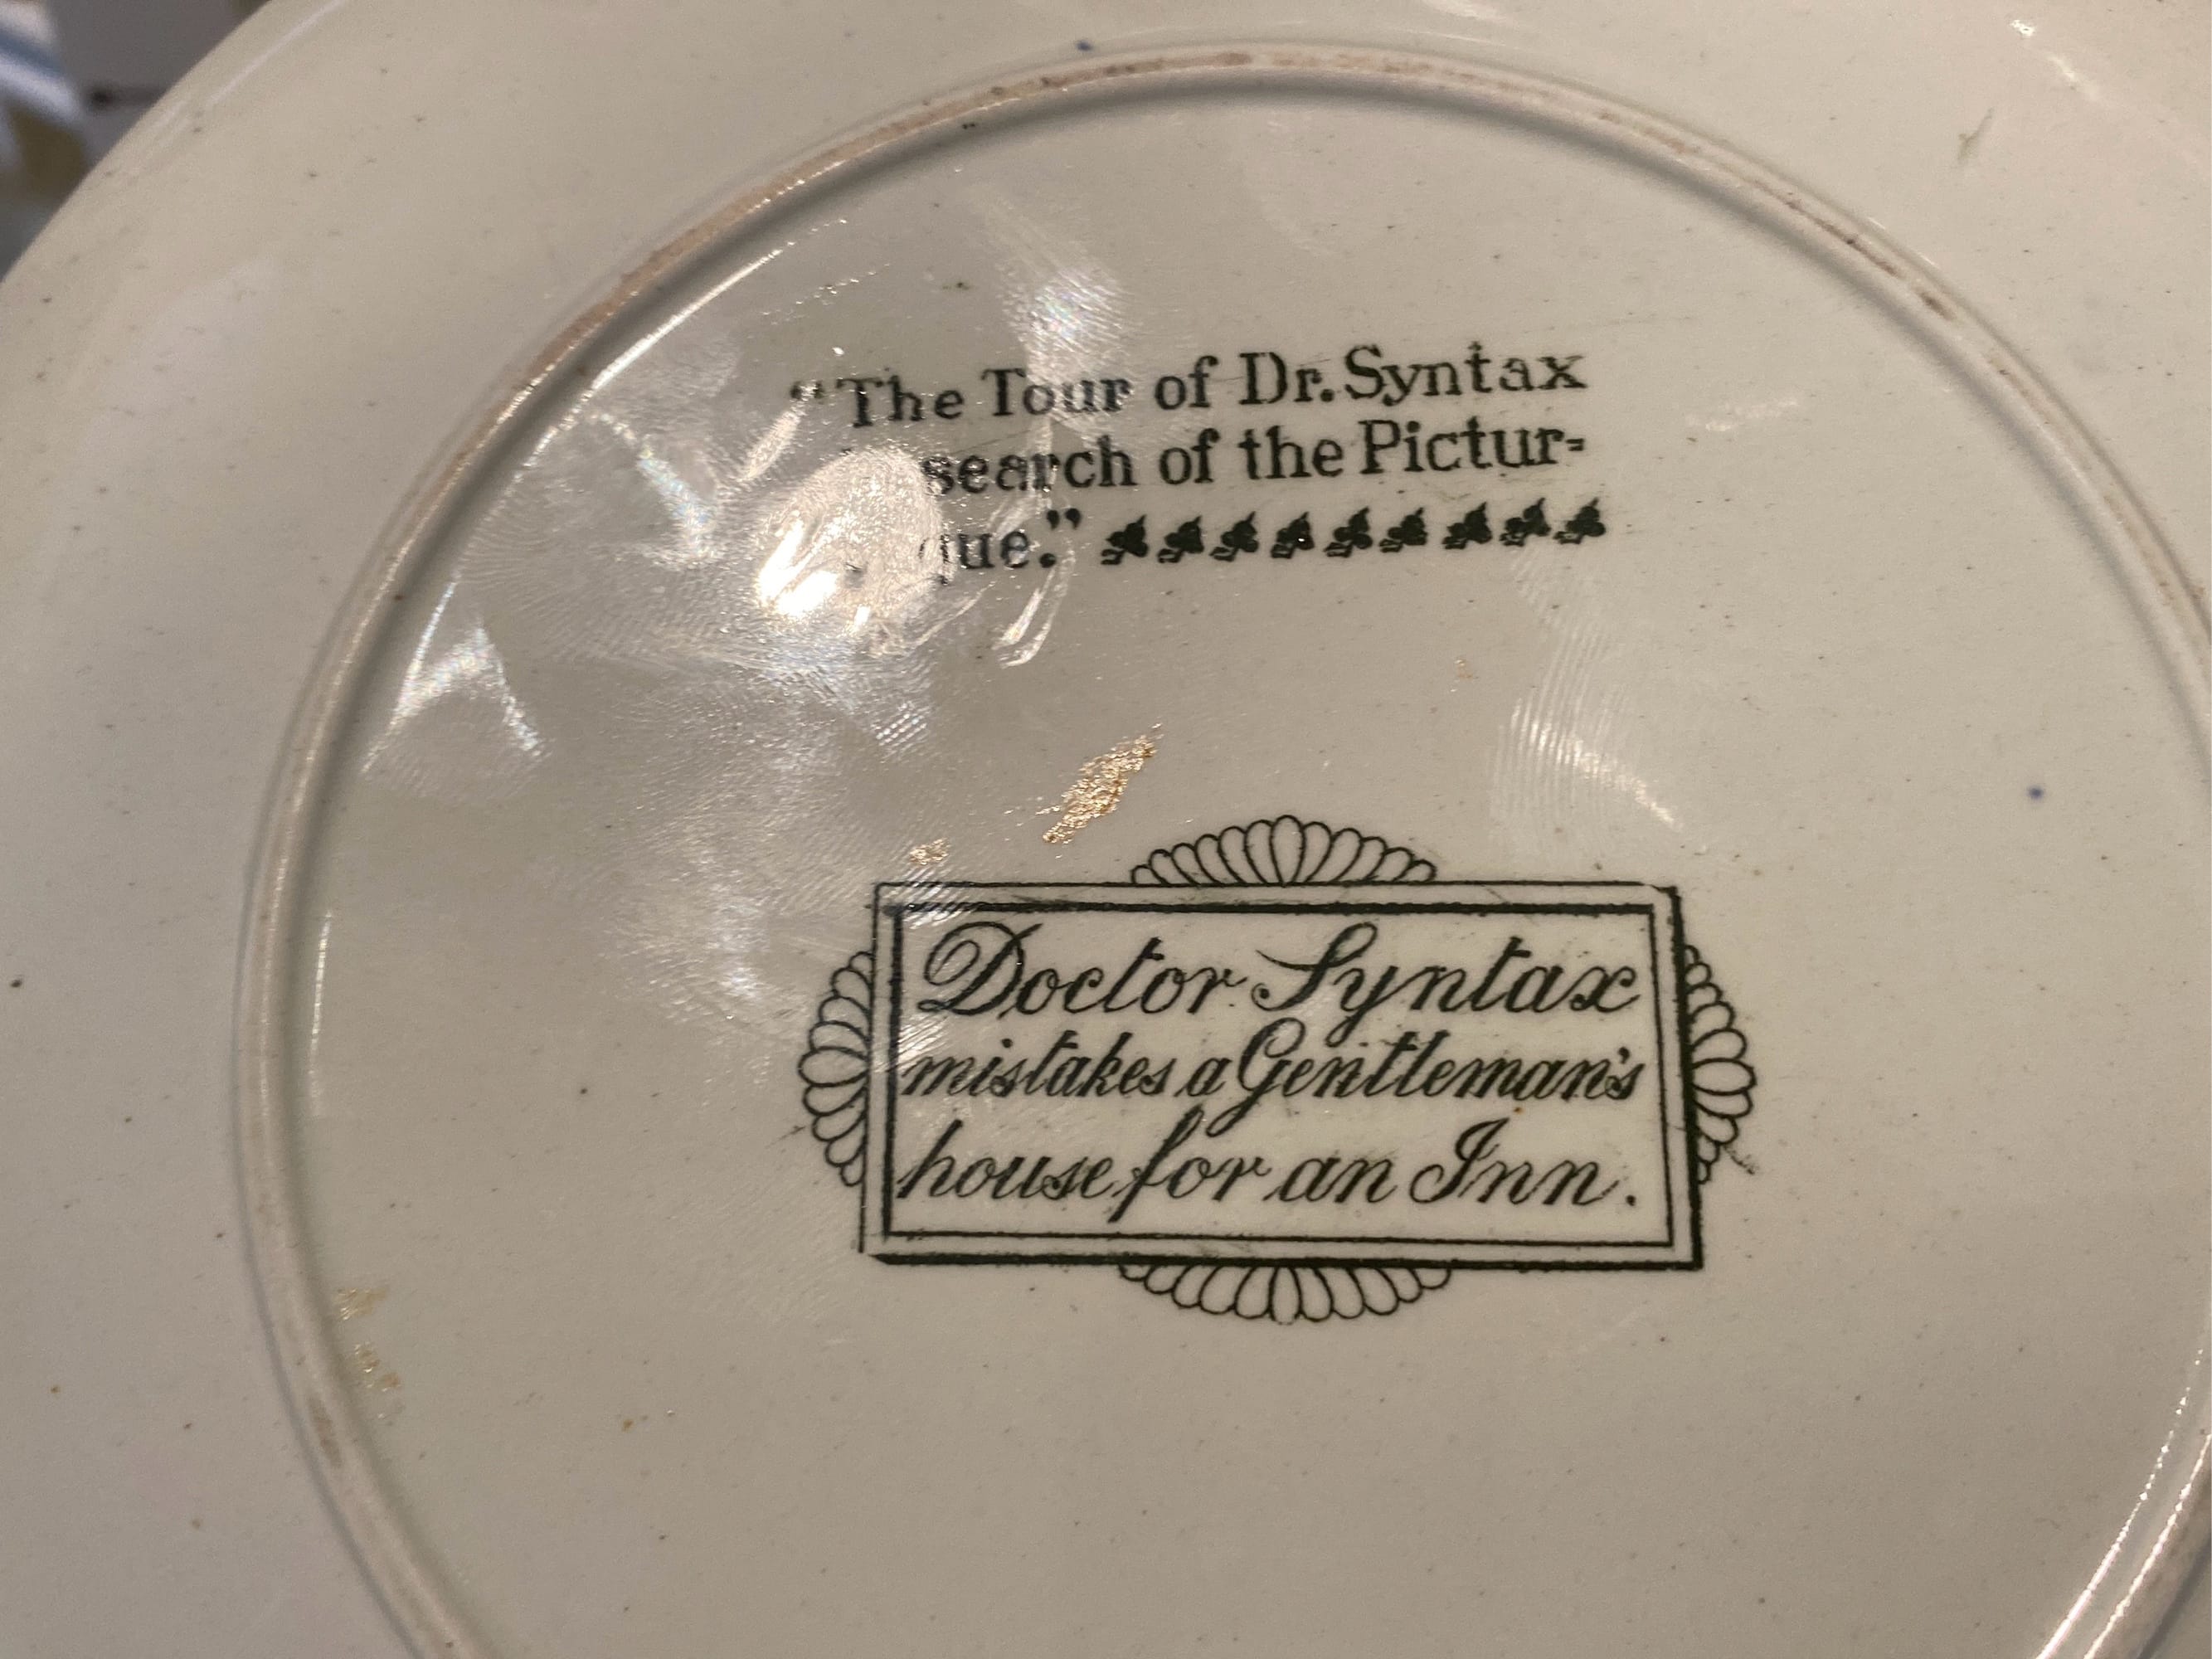 "The Tour of Dr. Syntax
search of the Pictur-
que."
Doctor Syntax
mistakes a Gentleman's
house for an Inn.